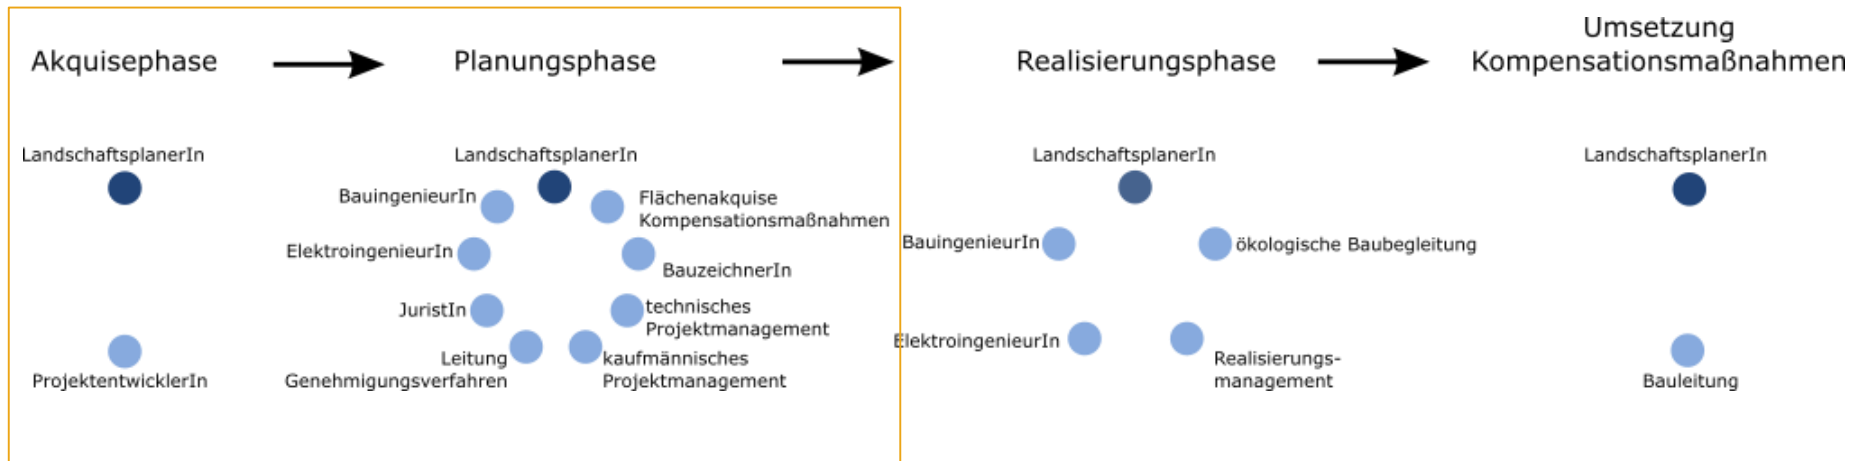 Akquisephase
Planungsphase
Realisierungsphase
Umsetzung
Kompensationsmaßnahmen
LandschaftsplanerIn
ProjektentwicklerIn
LandschaftsplanerIn
BauingenieurIn
Flächenakquise
Kompensationsmaßnahmen
ElektroingenieurIn
BauzeichnerIn
JuristIn
technisches
Projektmanagement
Leitung
Genehmigungsverfahren
kaufmännisches
Projektmanagement
LandschaftsplanerIn
BauingenieurIn
ökologische Baubegleitung
ElektroingenieurIn
Realisierungs-
management
LandschaftsplanerIn
Bauleitung